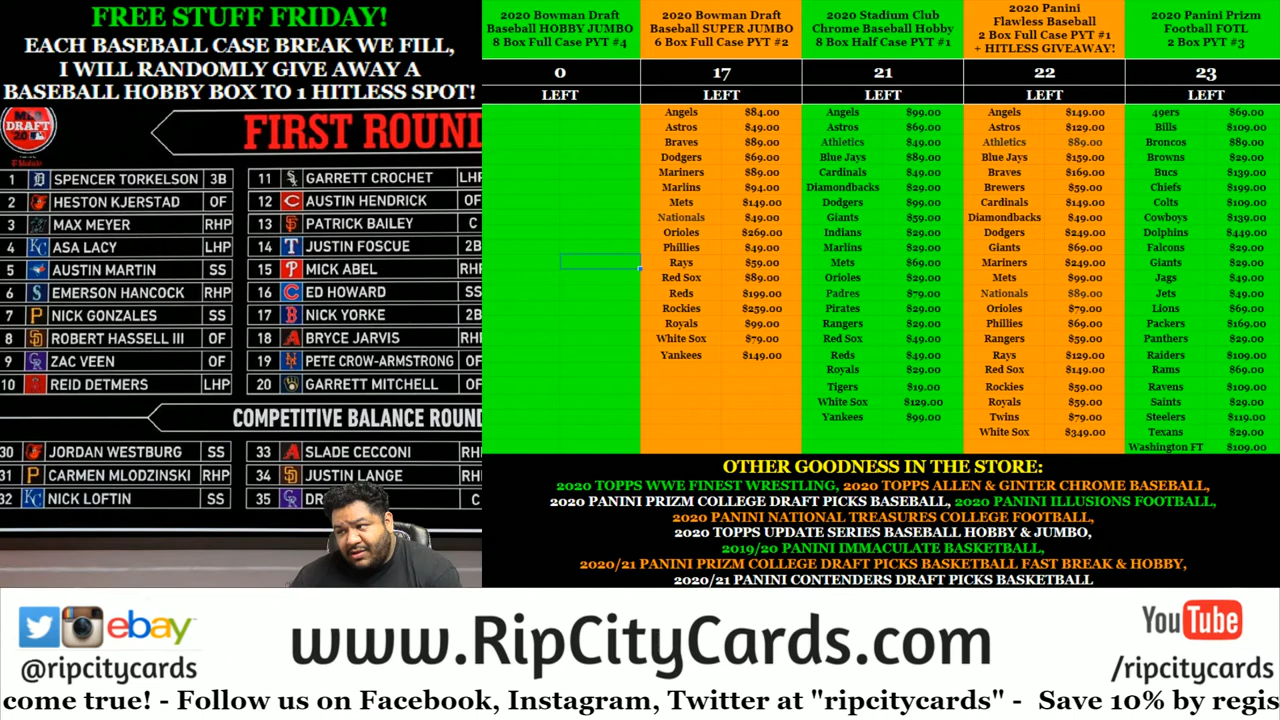 FREE STUFF FRIDAY!
EACH BASEBALL CASE BREAK WE FILL,
I WILL RANDOMLY GIVE AWAY A
BASEBALL HOBBY BOX TO 1 HITLESS SPOT!
DRAFT
FIRST ROUN
1 SPENCER TORKELSON 3B
2 HESTON KJERSTAD OF
3 MAX MEYER RHP
4 ASA LACY LHP
5 AUSTIN MARTIN SS
6 EMERSON HANCOCK RHP
7 NICK GONZALES SS
8 ROBERT HASSELL III OF
9 ZAC VEEN OF
10 REID DETMERS LHP
11 GARRETT CROCHET LH
12 AUSTIN HENDRICK OF
13 PATRICK BAILEY C
14 JUSTIN FOSCUE 2B
15 MICK ABEL RH
16 ED HOWARD SS
17 NICK YORKE 2B
18 BRYCE JARVIS RH
19 PETE CROW-ARMSTRONG OF
20 GARRETT MITCHELL OF
COMPETITIVE BALANCE ROUN
30 JORDAN WESTBURG SS
31 CARMEN MLODZINSKI RHP
32 NICK LOFTIN SS
33 SLADE CECCONI RH
34 JUSTIN LANGE RH
35 DR C
2020 Bowman Draft
Baseball HOBBY JUMBO
8 Box Full Case PYT #4
0
LEFT
2020 Bowman Draft
Baseball SUPER JUMBO
6 Box Full Case PYT #2
17
LEFT
Angels $84.00
Astros $49.00
Braves $89.00
Dodgers $69.00
Mariners $89.00
Marlins $94.00
Mets $149.00
Nationals $49.00
Orioles $269.00
Phillies $49.00
Rays $59.00
Red Sox $89.00
Reds $199.00
Rockies $259.00
Royals $99.00
White Sox $79.00
Yankees $149.00
2020 Stadium Club
Chrome Baseball Hobby
8 Box Half Case PYT #1
21
LEFT
Angels $99.00
Astros $69.00
Athletics $49.00
Blue Jays $89.00
Cardinals $49.00
Diamondbacks $29.00
Dodgers $99.00
Giants $59.00
Indians $29.00
Marlins $29.00
Mets $69.00
Orioles $29.00
Padres $79.00
Pirates $29.00
Rangers $29.00
Red Sox $49.00
Reds $49.00
Royals $29.00
Tigers $19.00
White Sox $129.00
Yankees $99.00
2020 Panini
Flawless Baseball
2 Box Full Case PYT #1
+ HITLESS GIVEAWAY!
22
LEFT
Angels $149.00
Astros $129.00
Athletics $89.00
Blue Jays $159.00
Braves $169.00
Brewers $59.00
Cardinals $149.00
Diamondbacks $49.00
Dodgers $249.00
Giants $69.00
Mariners $249.00
Mets $99.00
Nationals $89.00
Orioles $79.00
Phillies $69.00
Rangers $59.00
Rays $129.00
Red Sox $149.00
Rockies $59.00
Royals $59.00
Twins $79.00
White Sox $349.00
2020 Panini Prizm
Football FOTL
2 Box PYT #3
23
LEFT
49ers $69.00
Bills $109.00
Broncos $89.00
Browns $29.00
Bucs $139.00
Chiefs $199.00
Colts $109.00
Cowboys $139.00
Dolphins $449.00
Falcons $29.00
Giants $29.00
Jags $49.00
Jets $49.00
Lions $69.00
Packers $169.00
Panthers $29.00
Raiders $109.00
Rams $69.00
Ravens $109.00
Saints $29.00
Steelers $119.00
Texans $29.00
Washington FT $109.00
OTHER GOODNESS IN THE STORE:
2020 TOPPS WWE FINEST WRESTLING, 2020 TOPPS ALLEN & GINTER CHROME BASEBALL,
2020 PANINI PRIZM COLLEGE DRAFT PICKS BASEBALL, 2020 PANINI ILLUSIONS FOOTBALL,
2020 PANINI NATIONAL TREASURES COLLEGE FOOTBALL,
2020 TOPPS UPDATE SERIES BASEBALL HOBBY & JUMBO,
2019/20 PANINI IMMACULATE BASKETBALL,
2020/21 PANINI PRIZM COLLEGE DRAFT PICKS BASKETBALL FAST BREAK & HOBBY,
2020/21 PANINI CONTENDERS DRAFT PICKS BASKETBALL
ebay
@ripcitycards
www.RipCityCards.com
YouTube
/ripcitycards
come true! - Follow us on Facebook, Instagram, Twitter at "ripcitycards" - Save 10% by regis